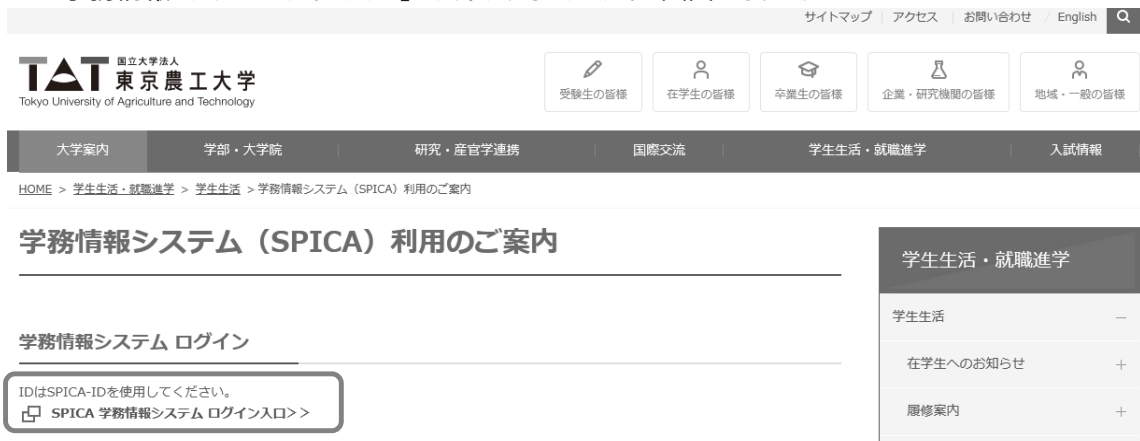 サイトマップ アクセス お問い合わせ / English
国立大学法人
TAT 東京農工大学
Tokyo University of Agriculture and Technology
受験生の皆様 在学生の皆様 卒業生の皆様 企業・研究機関の皆様 地域・一般の皆様
大学案内 学部・大学院 研究・産官学連携 国際交流 学生生活・就職進学 入試情報
HOME > 学生生活・就職進学 > 学生生活 > 学務情報システム(SPICA)利用のご案内
学務情報システム(SPICA)利用のご案内
学生生活・就職進学
学生生活 −
学務情報システム ログイン
在学生へのお知らせ +
IDはSPICA-IDを使用してください。
SPICA 学務情報システム ログイン入口>>
履修案内 +